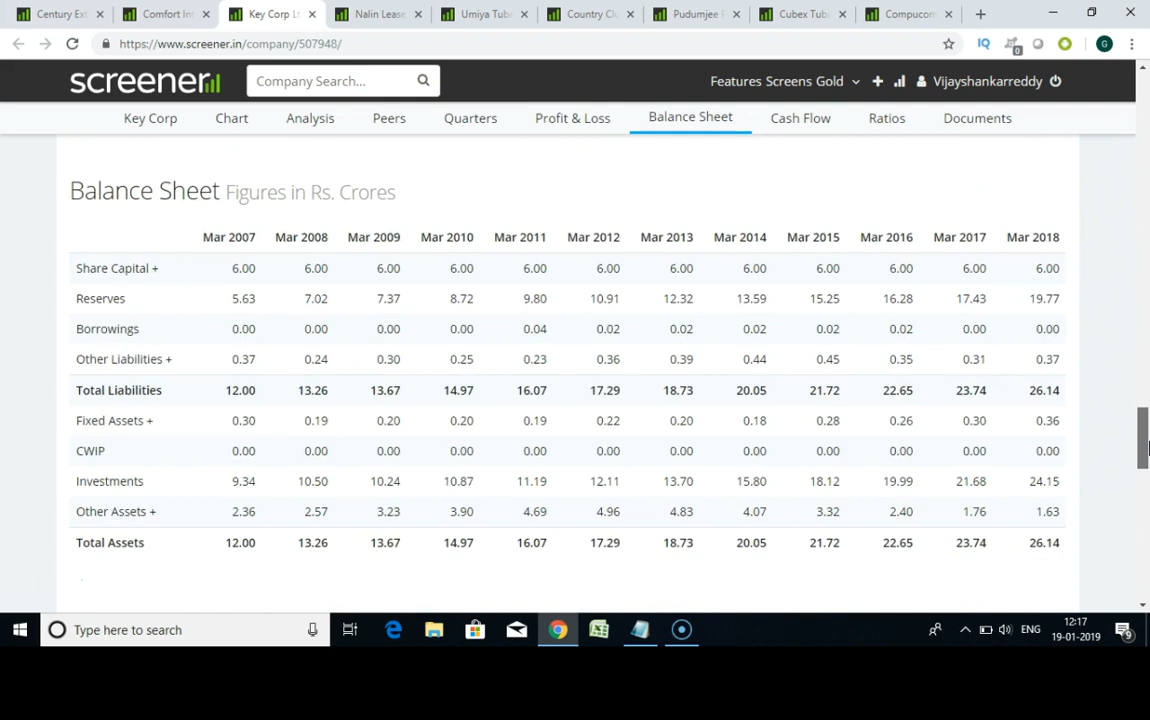 Century Ext
Comfort Int
Key Corp Lt
Nalin Lease
Umiya Tube
Country Clu
Pudumjee P
Cubex Tubi
Compucom
https://www.screener.in/company/507948/
screener
Company Search...
Features Screens Gold
Vijayshankarreddy
Key Corp Chart Analysis Peers Quarters Profit & Loss Balance Sheet Cash Flow Ratios Documents
Balance Sheet Figures in Rs. Crores
Mar 2007 Mar 2008 Mar 2009 Mar 2010 Mar 2011 Mar 2012 Mar 2013 Mar 2014 Mar 2015 Mar 2016 Mar 2017 Mar 2018
Share Capital + 6.00 6.00 6.00 6.00 6.00 6.00 6.00 6.00 6.00 6.00 6.00 6.00
Reserves 5.63 7.02 7.37 8.72 9.80 10.91 12.32 13.59 15.25 16.28 17.43 19.77
Borrowings 0.00 0.00 0.00 0.00 0.04 0.02 0.02 0.02 0.02 0.02 0.00 0.00
Other Liabilities + 0.37 0.24 0.30 0.25 0.23 0.36 0.39 0.44 0.45 0.35 0.31 0.37
Total Liabilities 12.00 13.26 13.67 14.97 16.07 17.29 18.73 20.05 21.72 22.65 23.74 26.14
Fixed Assets + 0.30 0.19 0.20 0.20 0.19 0.22 0.20 0.18 0.28 0.26 0.30 0.36
CWIP 0.00 0.00 0.00 0.00 0.00 0.00 0.00 0.00 0.00 0.00 0.00 0.00
Investments 9.34 10.50 10.24 10.87 11.19 12.11 13.70 15.80 18.12 19.99 21.68 24.15
Other Assets + 2.36 2.57 3.23 3.90 4.69 4.96 4.83 4.07 3.32 2.40 1.76 1.63
Total Assets 12.00 13.26 13.67 14.97 16.07 17.29 18.73 20.05 21.72 22.65 23.74 26.14
Type here to search
ENG
12:17
19-01-2019